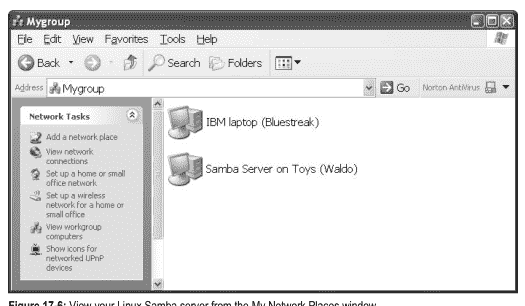 Mygroup
File Edit View Favorites Tools Help
Back Search Folders
Address Mygroup Go Norton AntiVirus
Network Tasks
Add a network place
View network
connections
Set up a home or small
office network
Set up a wireless
network for a home or
small office
View workgroup
computers
Show icons for
networked UPnP
devices
IBM laptop (Bluestreak)
Samba Server on Toys (Waldo)
Figure 17-6: View your Linux Samba server from the My Network Places window.